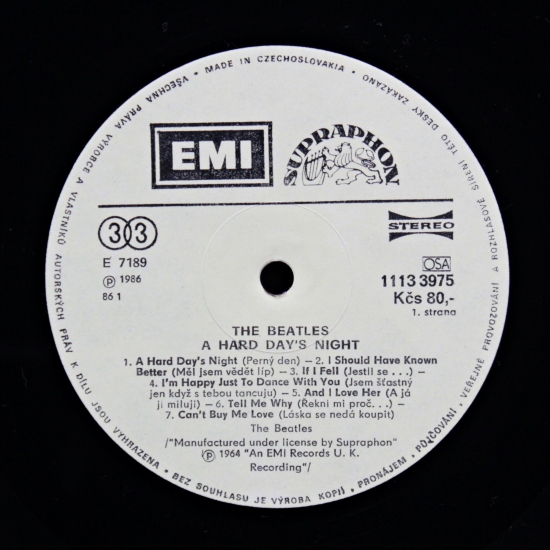 VŠECHNA PRÁVA VÝROBCE A VLASTNÍKŮ AUTORSKÝCH PRÁV K DÍLU JSOU VYHRAZENA • BEZ SOUHLASU JE VÝROBA KOPIÍ, PRONÁJEM, PŮJČOVÁNÍ, VEŘEJNÉ PROVOZOVÁNÍ A ROZHLASOVÉ ŠÍŘENÍ TÉTO DESKY ZAKÁZÁNO • MADE IN CZECHOSLOVAKIA •
EMI
SUPRAPHON
33
STEREO
E 7189
OSA
Ⓟ 1986
1113 3975
86 1
Kčs 80,-
1. strana
THE BEATLES
A HARD DAY'S NIGHT
1. A Hard Day's Night (Perný den) — 2. I Should Have Known
Better (Měl jsem vědět líp) — 3. If I Fell (Jestli se . . .) —
4. I'm Happy Just To Dance With You (Jsem šťastný
jen když s tebou tancuju) — 5. And I Love Her (A já
ji miluji) — 6. Tell Me Why (Řekni mi proč. . .) —
7. Can't Buy Me Love (Láska se nedá koupit)
The Beatles
/"Manufactured under license by Supraphon"
Ⓟ 1964 "An EMI Records U. K.
Recording"/